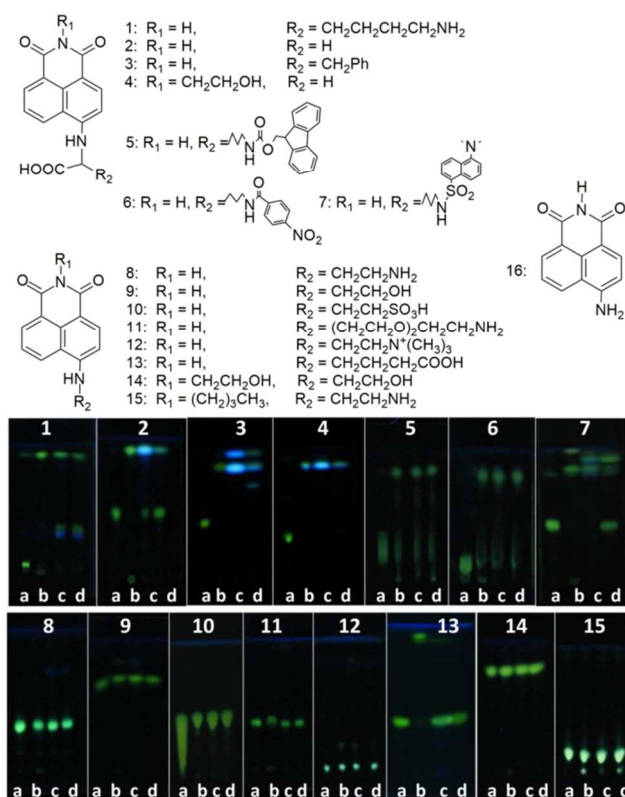 R₁
O N O
HN
HOOC R₂
1: R₁ = H, R₂ = CH₂CH₂CH₂CH₂NH₂
2: R₁ = H, R₂ = H
3: R₁ = H, R₂ = CH₂Ph
4: R₁ = CH₂CH₂OH, R₂ = H
5: R₁ = H, R₂ = N H O O
6: R₁ = H, R₂ = N H O NO₂
7: R₁ = H, R₂ = N H S O₂ N
16:
H
O N O
NH₂
R₁
O N O
HN
R₂
8: R₁ = H, R₂ = CH₂CH₂NH₂
9: R₁ = H, R₂ = CH₂CH₂OH
10: R₁ = H, R₂ = CH₂CH₂SO₃H
11: R₁ = H, R₂ = (CH₂CH₂O)₂CH₂CH₂NH₂
12: R₁ = H, R₂ = CH₂CH₂N⁺(CH₃)₃
13: R₁ = H, R₂ = CH₂CH₂CH₂COOH
14: R₁ = CH₂CH₂OH, R₂ = CH₂CH₂OH
15: R₁ = (CH₂)₃CH₃, R₂ = CH₂CH₂NH₂
1 2 3 4 5 6 7
a b c d a b c d a b c d a b c d a b c d a b c d a b c d
8 9 10 11 12 13 14 15
a b c d a b c d a b c d a b c d a b c d a b c d a b c d a b c d